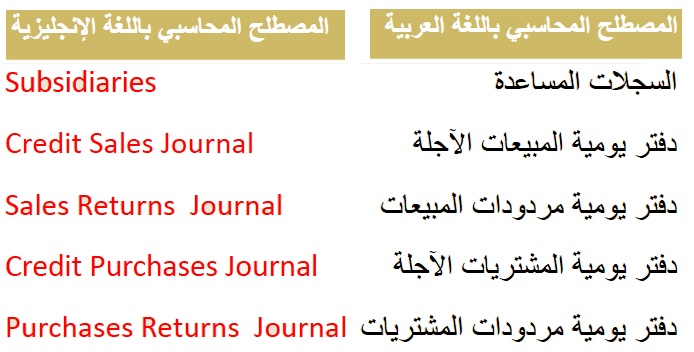 المصطلح المحاسبي باللغة العربية المصطلح المحاسبي باللغة الإنجليزية
السجلات المساعدة Subsidiaries
دفتر يومية المبيعات الآجلة Credit Sales Journal
دفتر يومية مردودات المبيعات Sales Returns Journal
دفتر يومية المشتريات الآجلة Credit Purchases Journal
دفتر يومية مردودات المشتريات Purchases Returns Journal